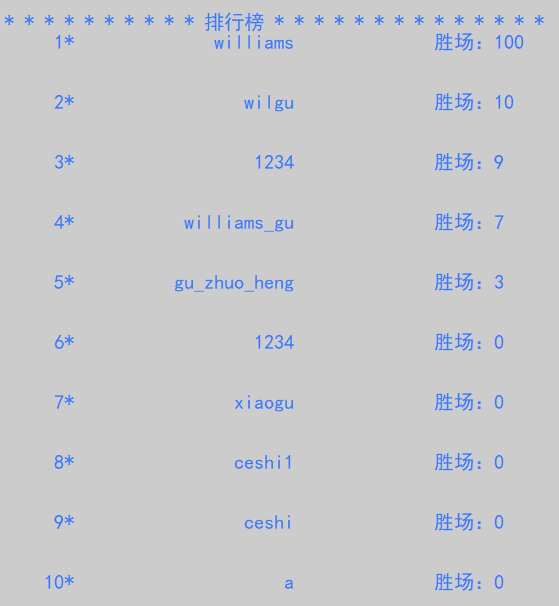 * * * * * * * * * * 排行榜 * * * * * * * * * * * * * *
1* williams 胜场：100
2* wilgu 胜场：10
3* 1234 胜场：9
4* williams_gu 胜场：7
5* gu_zhuo_heng 胜场：3
6* 1234 胜场：0
7* xiaogu 胜场：0
8* ceshi1 胜场：0
9* ceshi 胜场：0
10* a 胜场：0